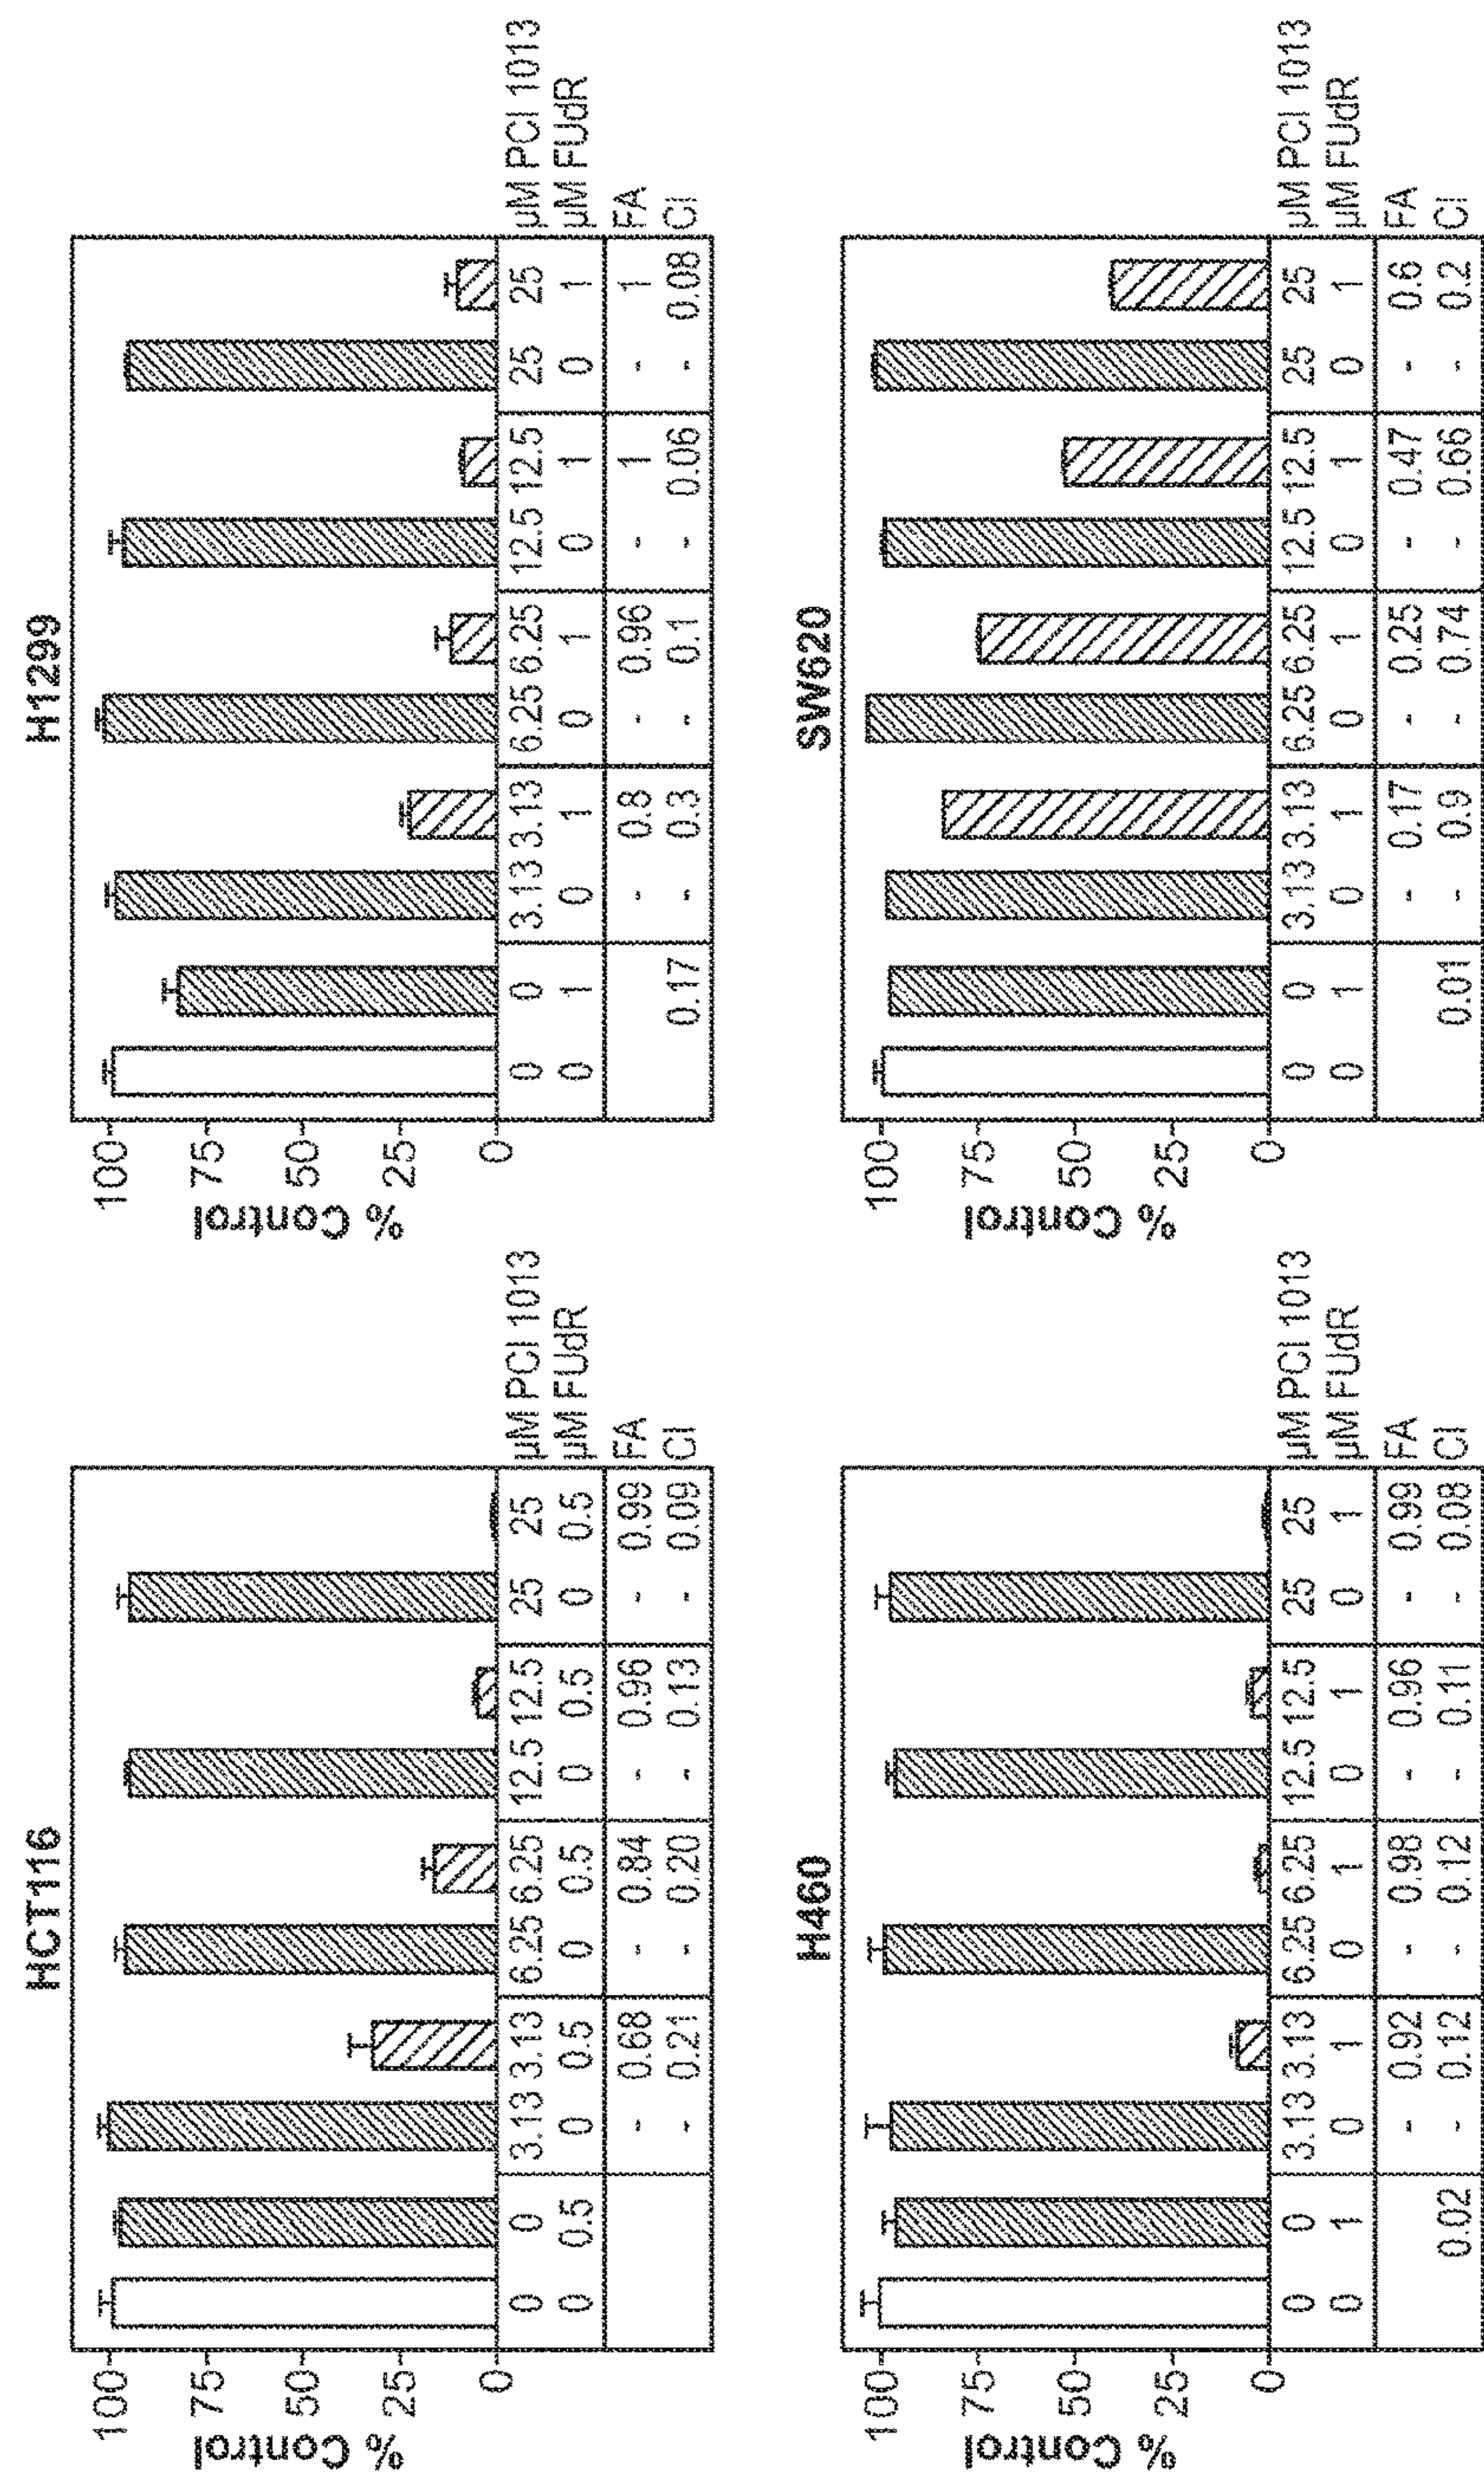 HCT116
% Control
100
75
50
25
0
0 0 3.13 3.13 6.25 6.25 12.5 12.5 25 25 µM PCI 1013
0 0.5 0 0.5 0 0.5 0 0.5 0 0.5 µM FUdR
- 0.68 - 0.84 - 0.96 - 0.99 FA
- 0.21 - 0.20 - 0.13 - 0.09 CI
H1299
% Control
100
75
50
25
0
0 0 3.13 3.13 6.25 6.25 12.5 12.5 25 25 µM PCI 1013
0 1 0 1 0 1 0 1 0 1 µM FUdR
- 0.8 - 0.96 - 1 - 1 FA
0.17 - 0.3 - 0.1 - 0.06 - 0.08 CI
H460
% Control
100
75
50
25
0
0 0 3.13 3.13 6.25 6.25 12.5 12.5 25 25 µM PCI 1013
0 1 0 1 0 1 0 1 0 1 µM FUdR
- 0.92 - 0.98 - 0.96 - 0.99 FA
0.02 - 0.12 - 0.12 - 0.11 - 0.08 CI
SW620
% Control
100
75
50
25
0
0 0 3.13 3.13 6.25 6.25 12.5 12.5 25 25 µM PCI 1013
0 1 0 1 0 1 0 1 0 1 µM FUdR
- 0.17 - 0.25 - 0.47 - 0.6 FA
0.01 - 0.9 - 0.74 - 0.66 - 0.2 CI